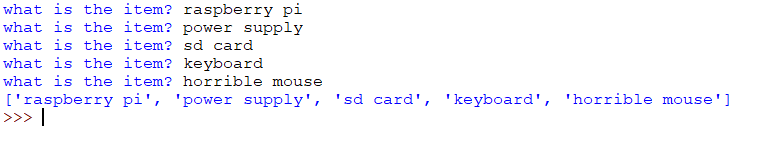 what is the item? raspberry pi
what is the item? power supply
what is the item? sd card
what is the item? keyboard
what is the item? horrible mouse
['raspberry pi', 'power supply', 'sd card', 'keyboard', 'horrible mouse']
>>>